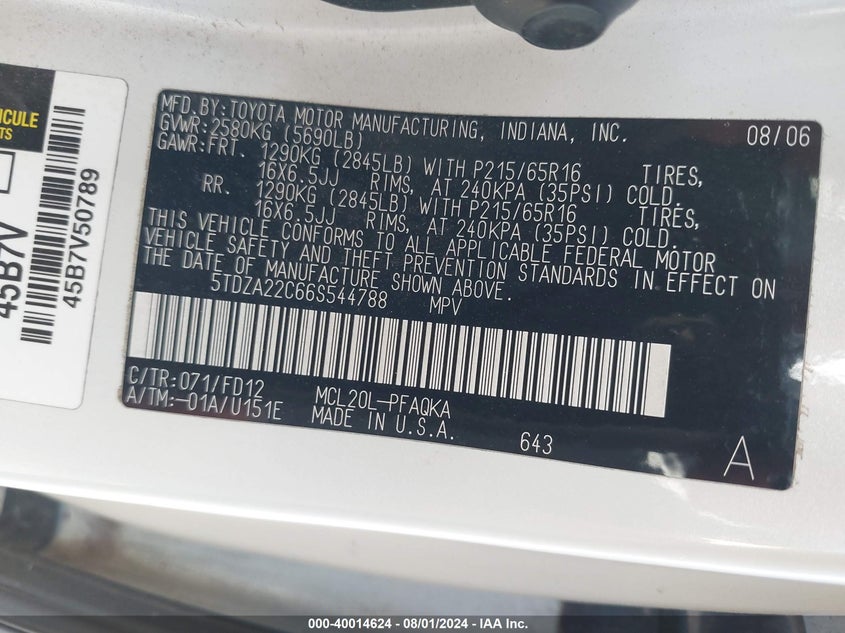 ICULE
TS
45B7V
45B7V50789
MFD.BY:TOYOTA MOTOR MANUFACTURING, INDIANA, INC. 08/06
GVWR:2580KG (5690LB)
GAWR:FRT. 1290KG (2845LB) WITH P215/65R16 TIRES,
16X6.5JJ RIMS, AT 240KPA (35PSI) COLD.
RR. 1290KG (2845LB) WITH P215/65R16 TIRES,
16X6.5JJ RIMS, AT 240KPA (35PSI) COLD.
THIS VEHICLE CONFORMS TO ALL APPLICABLE FEDERAL MOTOR
VEHICLE SAFETY AND THEFT PREVENTION STANDARDS IN EFFECT ON
THE DATE OF MANUFACTURE SHOWN ABOVE.
5TDZA22C66S544788 MPV
C/TR:071/FD12 MCL20L-PFAQKA
A/TM:-01A/U151E MADE IN U.S.A. 643 A
000-40014624 - 08/01/2024 - IAA Inc.